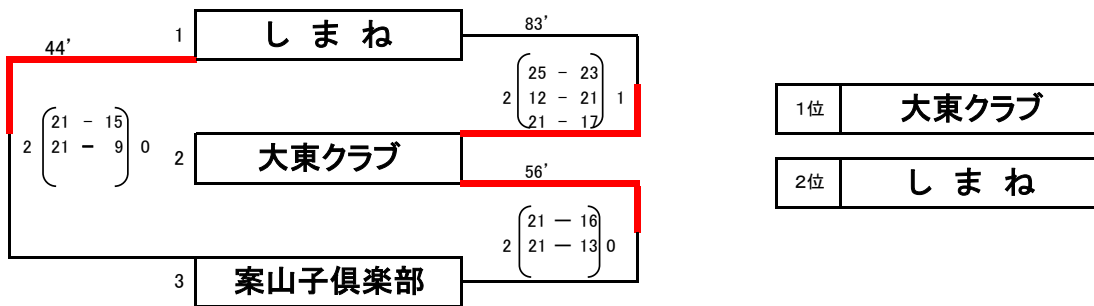 1 しまね
44’
83’
25 - 23
2 12 - 21 1
21 - 17
1位 大東クラブ
21 - 15
2 21 - 9 0
2 大東クラブ
56’
2位 しまね
21 - 16
2 21 - 13 0
3 案山子倶楽部